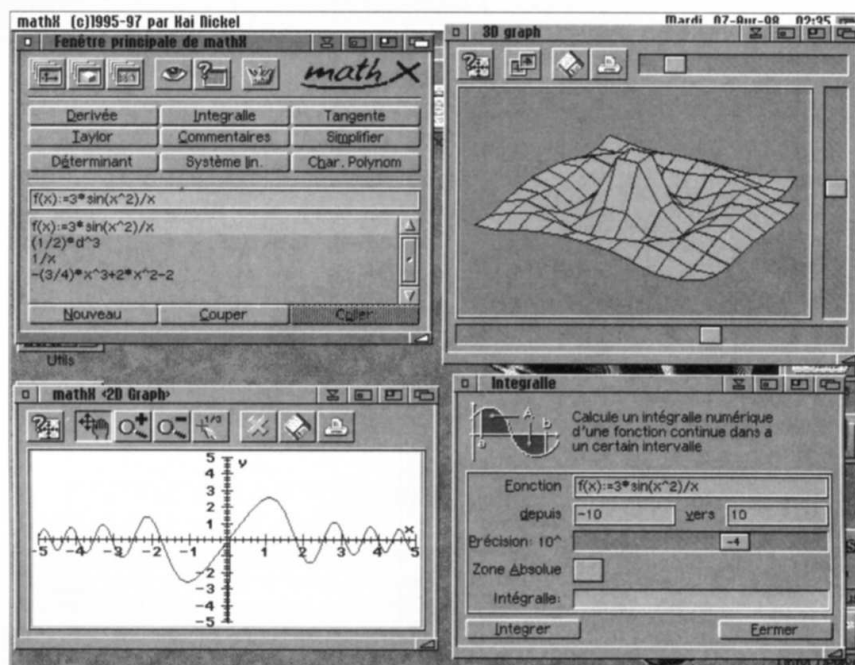 mathX (c)1995-97 par Kai Nickel
Mardi 07-Avr-98 02:35
Fenêtre principale de mathX
math X
Derivée Integralle Tangente
Taylor Commentaires Simplifier
Déterminant Système lin. Char. Polynom
f(x):=3*sin(x^2)/x
f(x):=3*sin(x^2)/x
(1/2)*d^3
1/x
-(3/4)*x^3+2*x^2-2
Nouveau Couper Coller
Utils
3D graph
mathX <2D Graph>
1/3
y
5
4
3
2
1
-5 -4 -3 -2 -1 1 2 3 4 5
x
-2
-3
-4
-5
Integralle
A
a
b
Calcule un intégralle numérique
d'une fonction continue dans a
un certain intervalle
Fonction f(x):=3*sin(x^2)/x
depuis -10 vers 10
Précision: 10^ -4
Zone Absolue
Intégralle:
Integrer Fermer